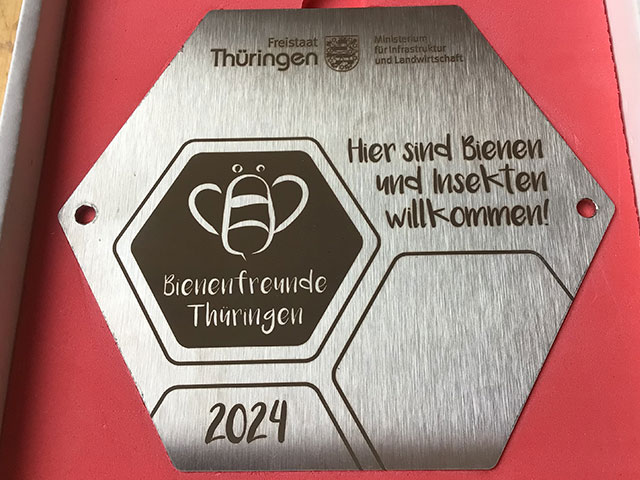 Freistaat
Thüringen
Ministerium
für Infrastruktur
und Landwirtschaft
Hier sind Bienen
und Insekten
willkommen!
Bienenfreunde
Thüringen
2024